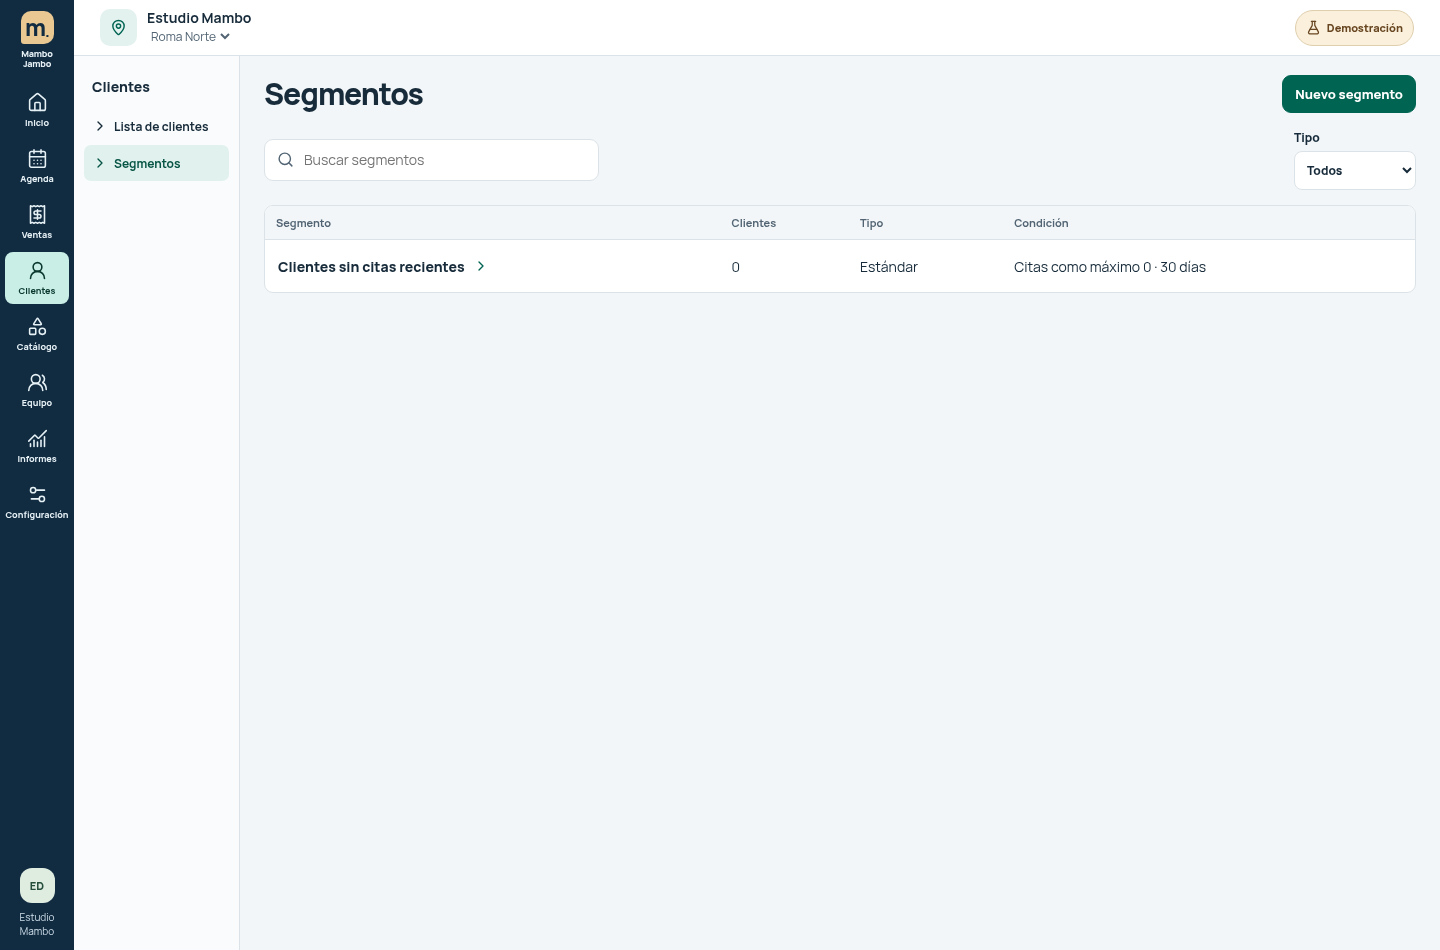 m.
Mambo
Jambo
Inicio
Agenda
Ventas
Clientes
Catálogo
Equipo
Informes
Configuración
ED
Estudio
Mambo
Estudio Mambo
Roma Norte
Demostración
Clientes
Lista de clientes
Segmentos
Segmentos
Nuevo segmento
Buscar segmentos
Tipo
Todos
Segmento Clientes Tipo Condición
Clientes sin citas recientes 0 Estándar Citas como máximo 0 · 30 días